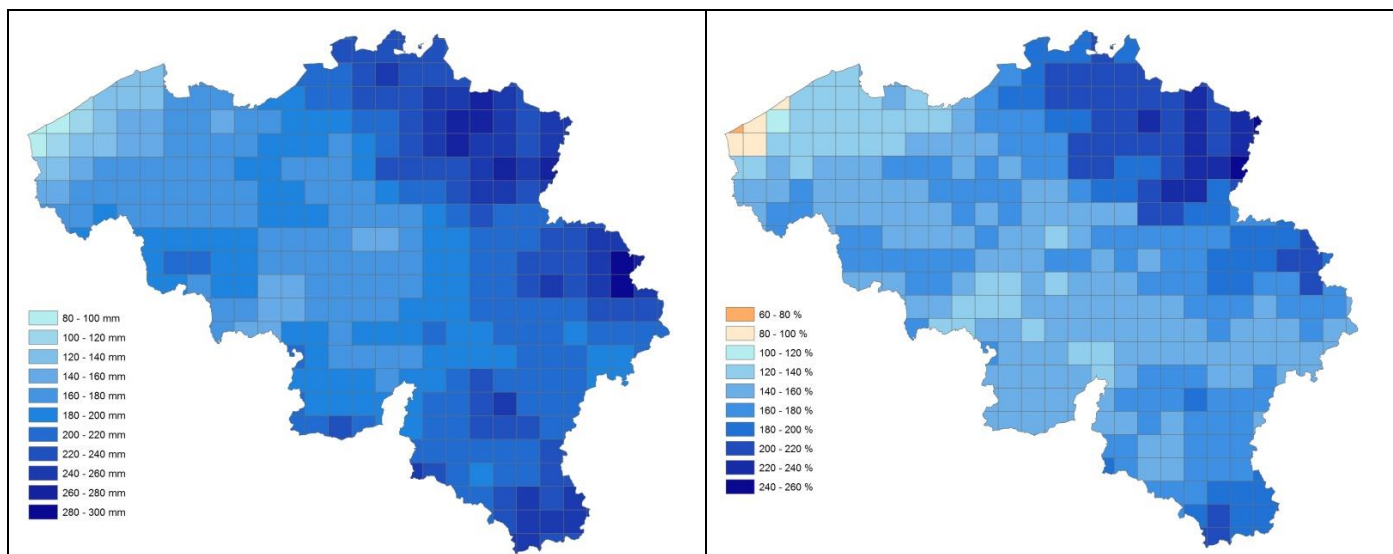 80 - 100 mm
100 - 120 mm
120 - 140 mm
140 - 160 mm
160 - 180 mm
180 - 200 mm
200 - 220 mm
220 - 240 mm
240 - 260 mm
260 - 280 mm
280 - 300 mm
60 - 80 %
80 - 100 %
100 - 120 %
120 - 140 %
140 - 160 %
160 - 180 %
180 - 200 %
200 - 220 %
220 - 240 %
240 - 260 %